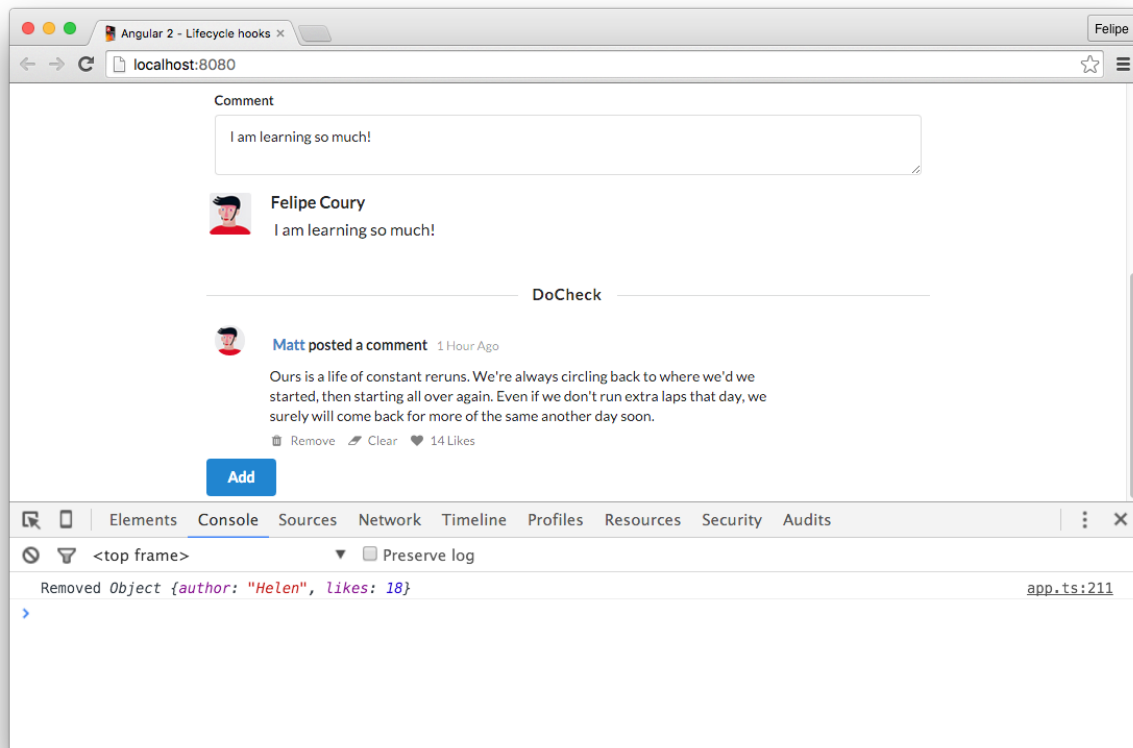 Angular 2 - Lifecycle hooks ×
Felipe
localhost:8080
Comment
I am learning so much!
Felipe Coury
I am learning so much!
DoCheck
Matt posted a comment 1 Hour Ago
Ours is a life of constant reruns. We're always circling back to where we'd we
started, then starting all over again. Even if we don't run extra laps that day, we
surely will come back for more of the same another day soon.
Remove Clear 14 Likes
Add
Elements Console Sources Network Timeline Profiles Resources Security Audits
<top frame> ▼ Preserve log
Removed Object {author: "Helen", likes: 18} app.ts:211